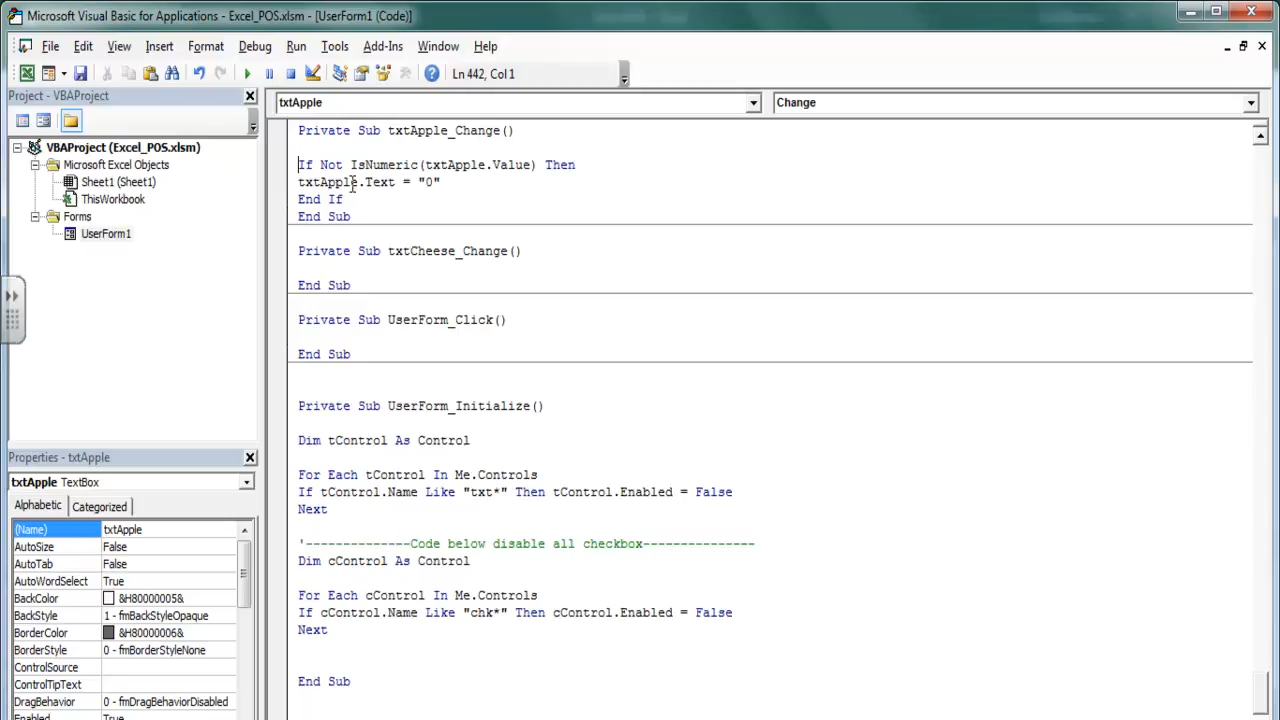 Microsoft Visual Basic for Applications - Excel_POS.xlsm - [UserForm1 (Code)]
File Edit View Insert Format Debug Run Tools Add-Ins Window Help
Ln 442, Col 1
Project - VBAProject
txtApple Change
VBAProject (Excel_POS.xlsm)
Microsoft Excel Objects
Sheet1 (Sheet1)
ThisWorkbook
Forms
UserForm1
Private Sub txtApple_Change()
If Not IsNumeric(txtApple.Value) Then
txtApple.Text = "0"
End If
End Sub
Private Sub txtCheese_Change()
End Sub
Private Sub UserForm_Click()
End Sub
Private Sub UserForm_Initialize()
Dim tControl As Control
For Each tControl In Me.Controls
If tControl.Name Like "txt*" Then tControl.Enabled = False
Next
'--------------Code below disable all checkbox---------------
Dim cControl As Control
For Each cControl In Me.Controls
If cControl.Name Like "chk*" Then cControl.Enabled = False
Next
End Sub
Properties - txtApple
txtApple TextBox
Alphabetic Categorized
(Name) txtApple
AutoSize False
AutoTab False
AutoWordSelect True
BackColor &H80000005&
BackStyle 1 - fmBackStyleOpaque
BorderColor &H80000006&
BorderStyle 0 - fmBorderStyleNone
ControlSource
ControlTipText
DragBehavior 0 - fmDragBehaviorDisabled
Enabled True